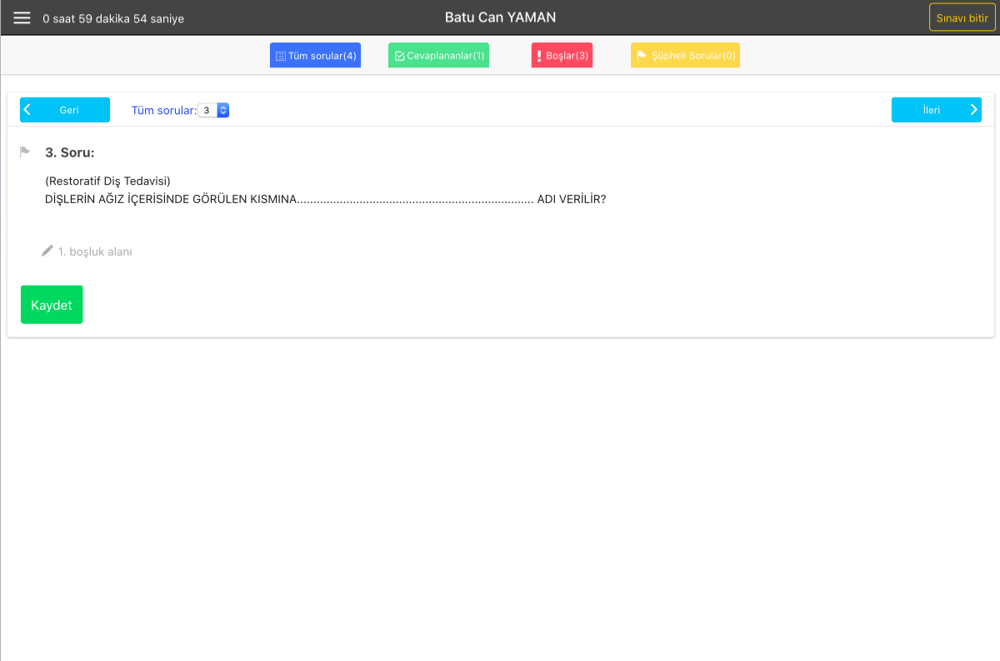 0 saat 59 dakika 54 saniye
Batu Can YAMAN
Sınavı bitir
Tüm sorular(4)
Cevaplananlar(1)
Boşlar(3)
Şüpheli Sorular(0)
Geri
Tüm sorular: 3
İleri
3. Soru:
(Restoratif Diş Tedavisi)
DİŞLERİN AĞIZ İÇERİSİNDE GÖRÜLEN KISMINA........................................................................ ADI VERİLİR?
1. boşluk alanı
Kaydet